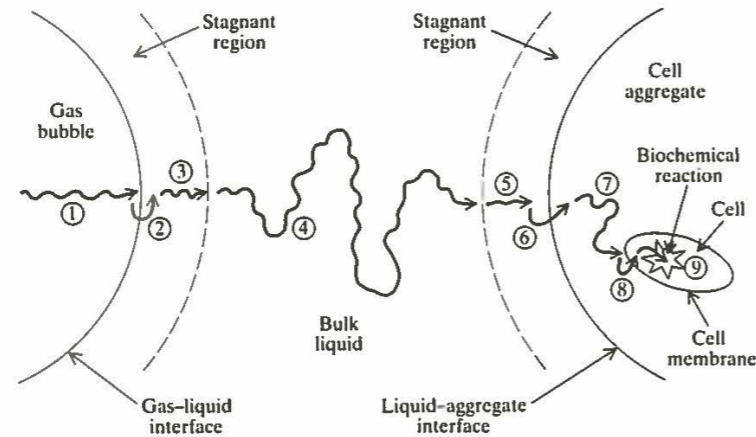 Stagnant
region
Stagnant
region
Cell
aggregate
Gas
bubble
Biochemical
reaction
Cell
1
2
3
4
5
6
7
8
9
Bulk
liquid
Cell
membrane
Gas–liquid
interface
Liquid–aggregate
interface